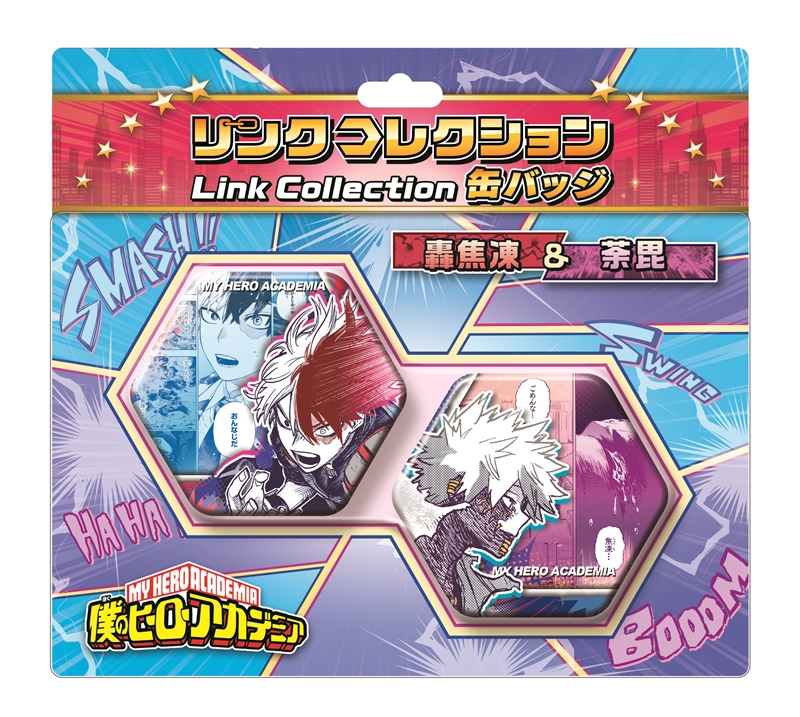 リンクコレクション
Link Collection 缶バッジ
轟焦凍 & 荼毘
SMASH!!
MY HERO ACADEMIA
おんなじだ
SWING
ごめんな…
焦凍…
MY HERO ACADEMIA
HA HA
MY HERO ACADEMIA
僕のヒーローアカデミア
BOOOM